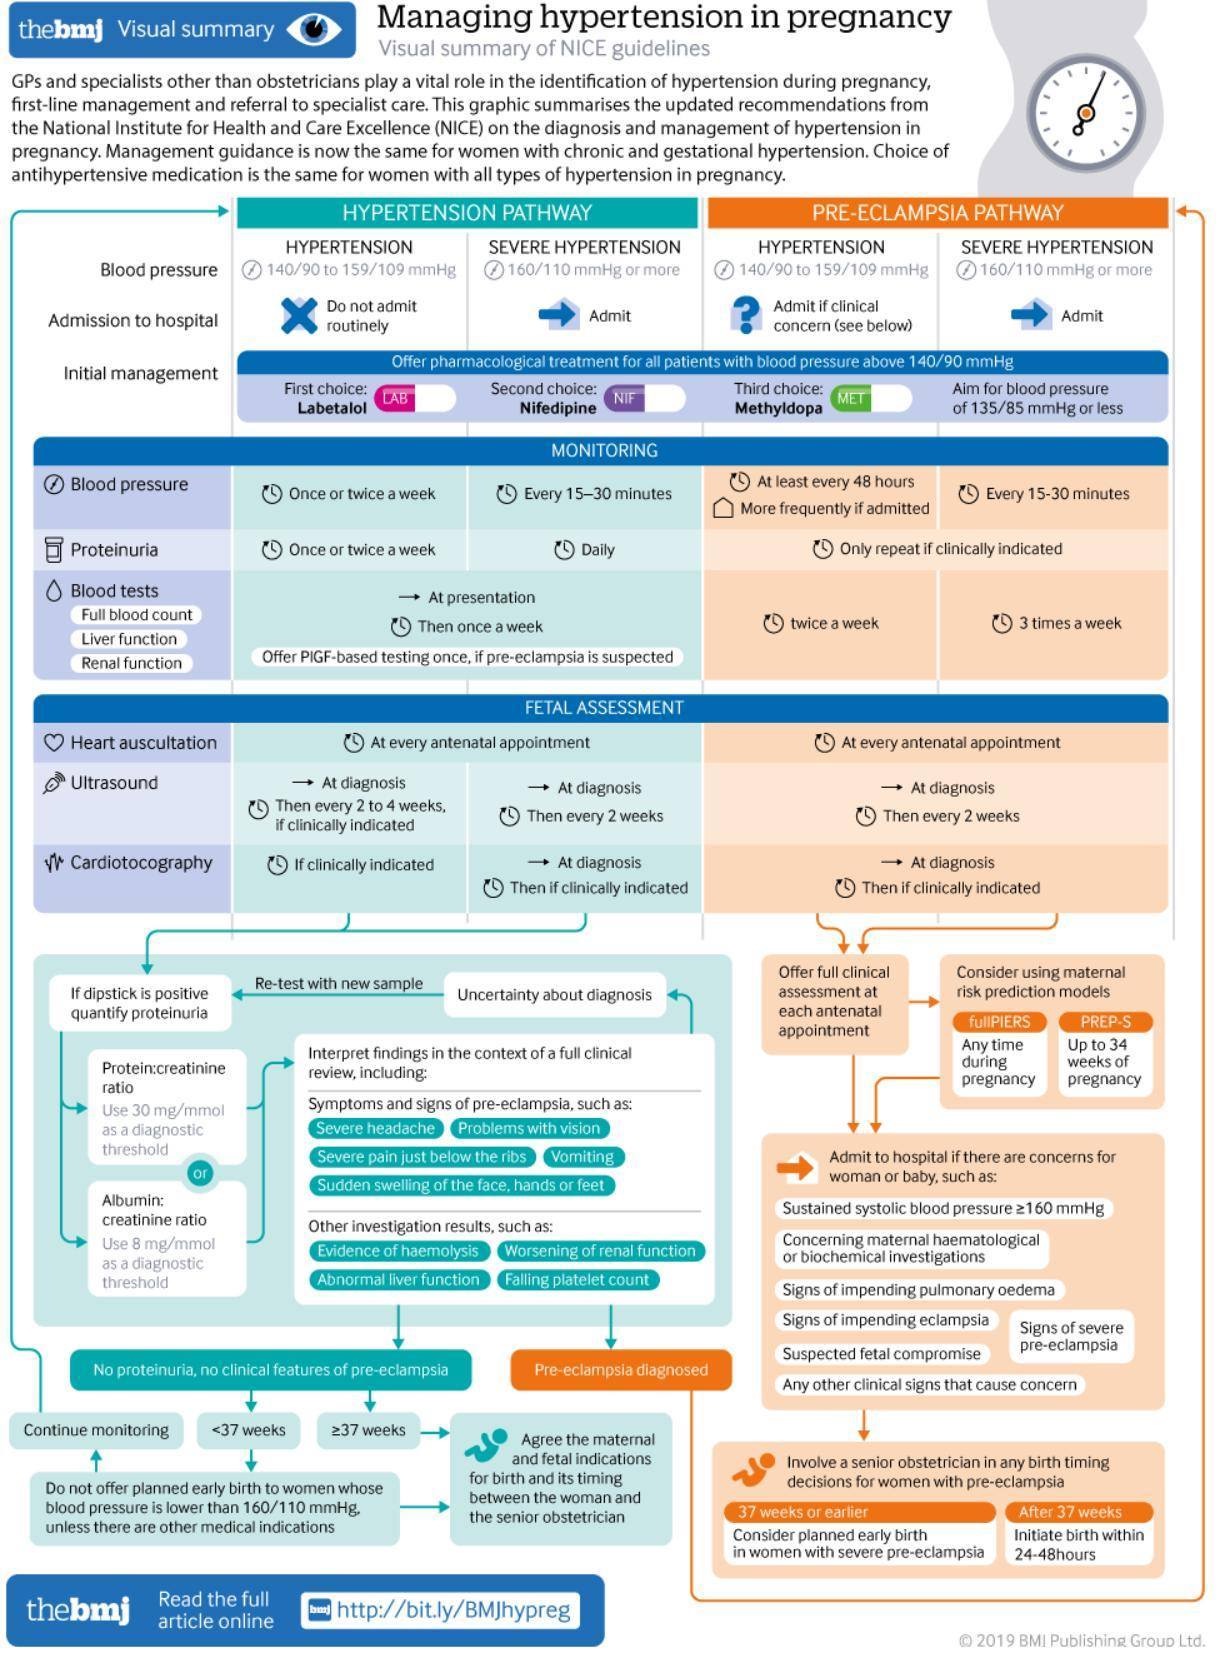 thebmj Visual summary
Managing hypertension in pregnancy
Visual summary of NICE guidelines
GPs and specialists other than obstetricians play a vital role in the identification of hypertension during pregnancy,
first-line management and referral to specialist care. This graphic summarises the updated recommendations from
the National Institute for Health and Care Excellence (NICE) on the diagnosis and management of hypertension in
pregnancy. Management guidance is now the same for women with chronic and gestational hypertension. Choice of
antihypertensive medication is the same for women with all types of hypertension in pregnancy.
HYPERTENSION PATHWAY
PRE-ECLAMPSIA PATHWAY
Blood pressure
HYPERTENSION
140/90 to 159/109 mmHg
SEVERE HYPERTENSION
160/110 mmHg or more
HYPERTENSION
140/90 to 159/109 mmHg
SEVERE HYPERTENSION
160/110 mmHg or more
Admission to hospital
Do not admit
routinely
Admit
Admit if clinical
concern (see below)
Admit
Initial management
Offer pharmacological treatment for all patients with blood pressure above 140/90 mmHg
First choice:
Labetalol
LAB
Second choice:
Nifedipine
NIF
Third choice:
Methyldopa
MET
Aim for blood pressure
of 135/85 mmHg or less
MONITORING
Blood pressure
Once or twice a week
Every 15–30 minutes
At least every 48 hours
More frequently if admitted
Every 15-30 minutes
Proteinuria
Once or twice a week
Daily
Only repeat if clinically indicated
Blood tests
Full blood count
Liver function
Renal function
At presentation
Then once a week
Offer PlGF-based testing once, if pre-eclampsia is suspected
twice a week
3 times a week
FETAL ASSESSMENT
Heart auscultation
At every antenatal appointment
At every antenatal appointment
Ultrasound
At diagnosis
Then every 2 to 4 weeks,
if clinically indicated
At diagnosis
Then every 2 weeks
At diagnosis
Then every 2 weeks
Cardiotocography
If clinically indicated
At diagnosis
Then if clinically indicated
At diagnosis
Then if clinically indicated
If dipstick is positive
quantify proteinuria
Re-test with new sample
Uncertainty about diagnosis
Protein:creatinine
ratio
Use 30 mg/mmol
as a diagnostic
threshold
or
Albumin:
creatinine ratio
Use 8 mg/mmol
as a diagnostic
threshold
Interpret findings in the context of a full clinical
review, including:
Symptoms and signs of pre-eclampsia, such as:
Severe headache
Problems with vision
Severe pain just below the ribs
Vomiting
Sudden swelling of the face, hands or feet
Other investigation results, such as:
Evidence of haemolysis
Worsening of renal function
Abnormal liver function
Falling platelet count
No proteinuria, no clinical features of pre-eclampsia
Pre-eclampsia diagnosed
Continue monitoring
<37 weeks
≥37 weeks
Do not offer planned early birth to women whose
blood pressure is lower than 160/110 mmHg,
unless there are other medical indications
Agree the maternal
and fetal indications
for birth and its timing
between the woman and
the senior obstetrician
Offer full clinical
assessment at
each antenatal
appointment
Consider using maternal
risk prediction models
fullPIERS
Any time
during
pregnancy
PREP-S
Up to 34
weeks of
pregnancy
Admit to hospital if there are concerns for
woman or baby, such as:
Sustained systolic blood pressure ≥160 mmHg
Concerning maternal haematological
or biochemical investigations
Signs of impending pulmonary oedema
Signs of impending eclampsia
Signs of severe
pre-eclampsia
Suspected fetal compromise
Any other clinical signs that cause concern
Involve a senior obstetrician in any birth timing
decisions for women with pre-eclampsia
37 weeks or earlier
Consider planned early birth
in women with severe pre-eclampsia
After 37 weeks
Initiate birth within
24-48hours
thebmj
Read the full
article online
bmj http://bit.ly/BMJhypreg
© 2019 BMJ Publishing Group Ltd.